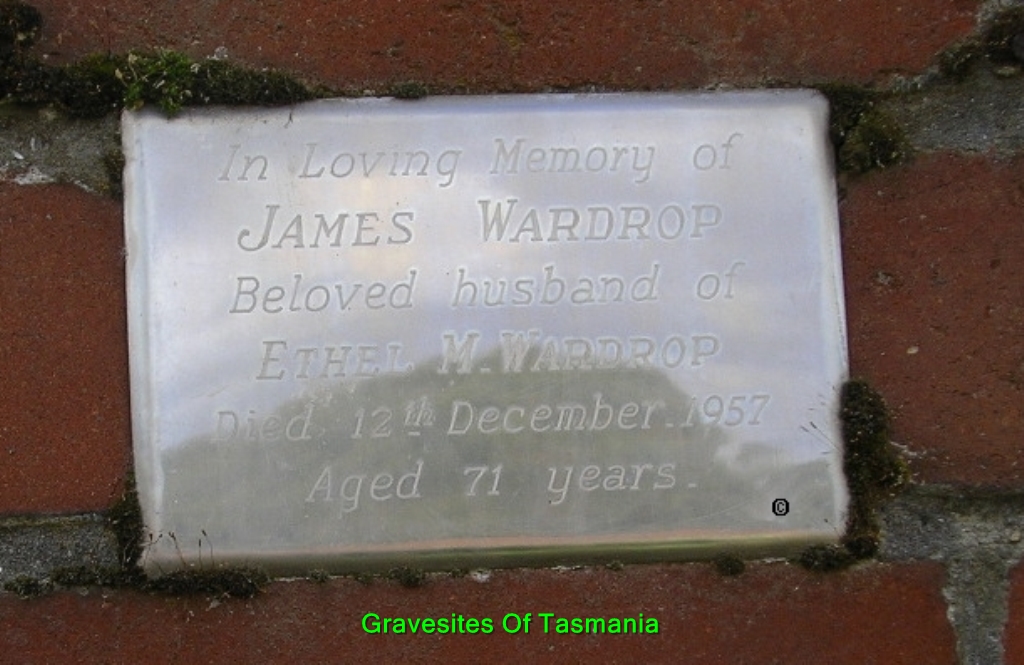 In Loving Memory of
JAMES WARDROP
Beloved husband of
ETHEL M. WARDROP
Died 12th December. 1957
Aged 71 years.
©
Gravesites Of Tasmania